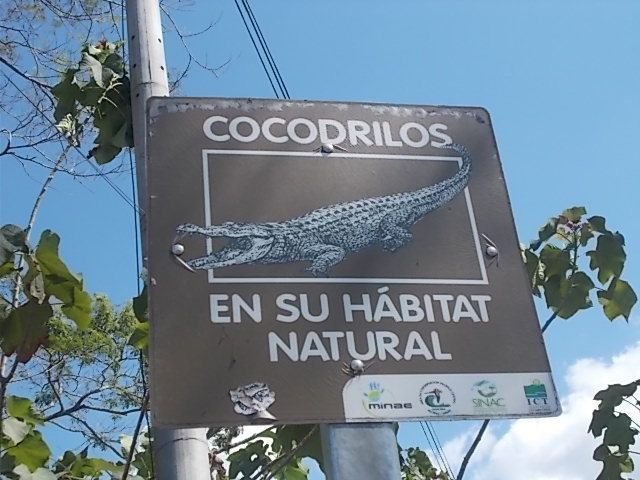 COCODRILOS
EN SU HÁBITAT
NATURAL
minae
SINAC
ICT